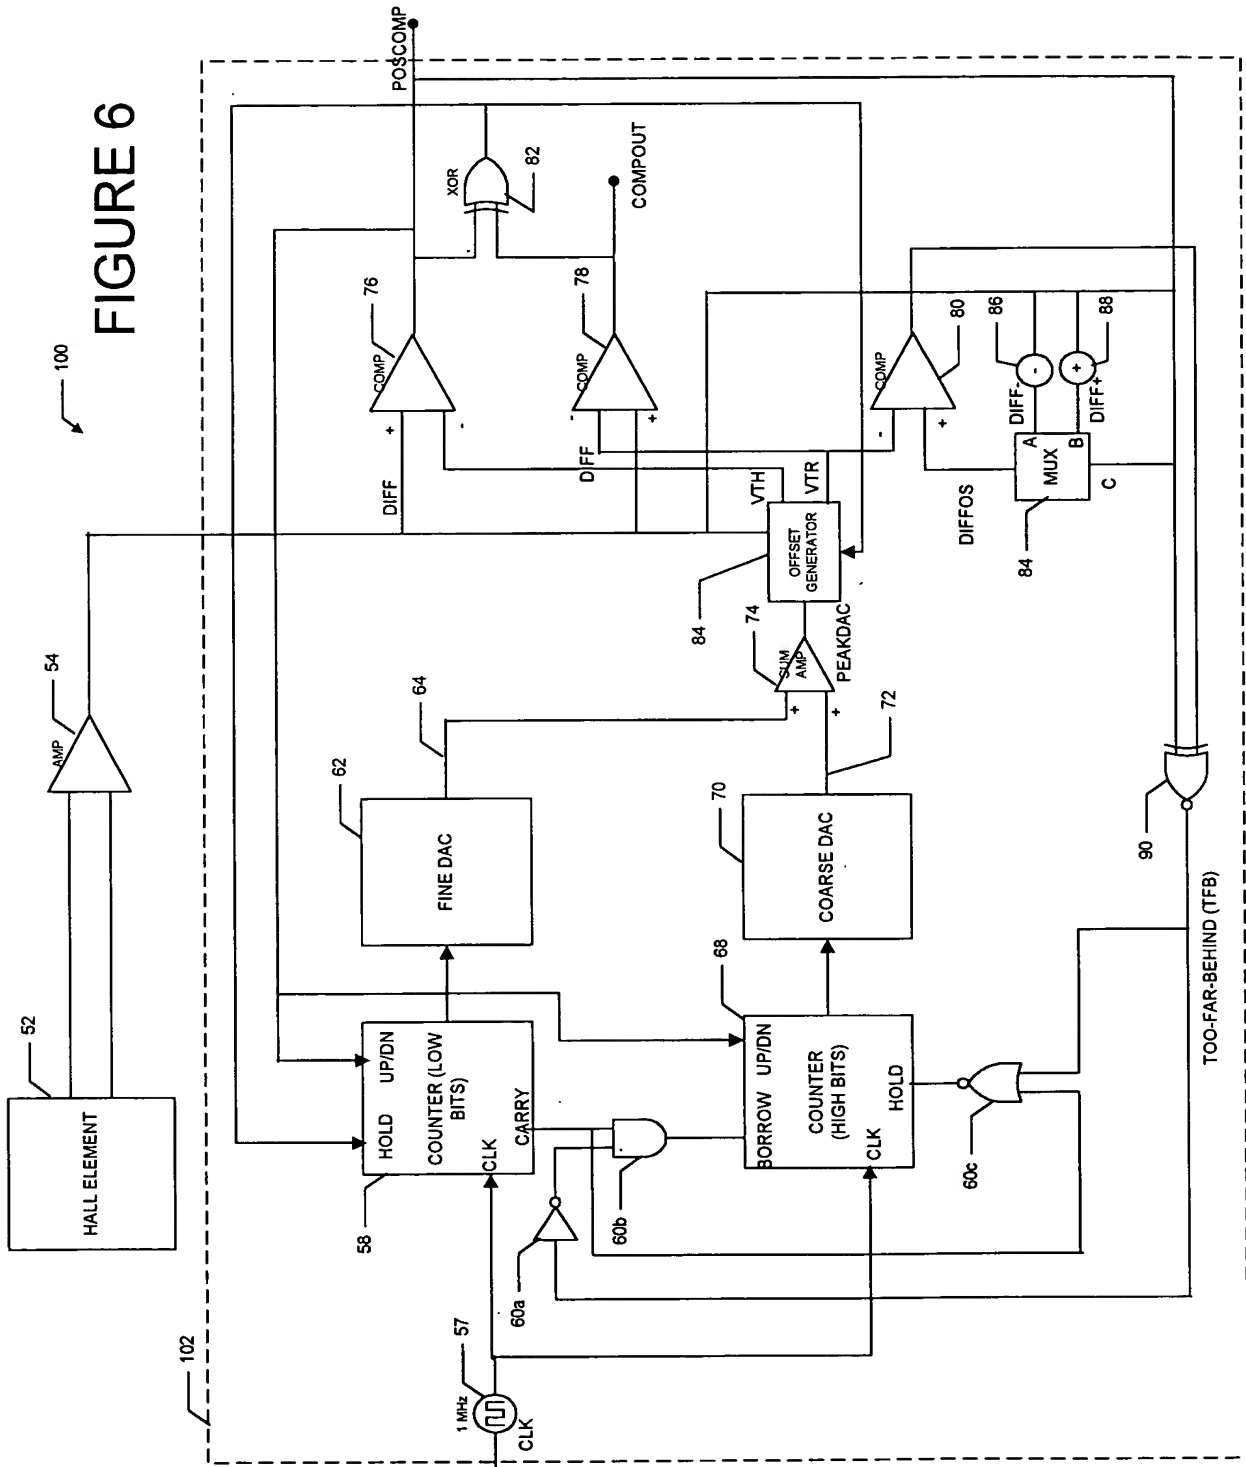 FIGURE 6
100
POSCOMP
102
52
HALL ELEMENT
54
AMP
XOR
82
COMPOUT
76
COMP
+
-
DIFF
78
COMP
-
+
DIFF
VTH
VTR
80
COMP
-
+
86
-
DIFF-
88
+
DIFF+
A
B
MUX
C
84
DIFFOS
OFFSET
GENERATOR
84
74
SUM
AMP
+
+
PEAKDAC
64
72
62
FINE DAC
70
COARSE DAC
HOLD
UP/DN
COUNTER (LOW
BITS)
CLK
CARRY
58
68
BORROW
UP/DN
COUNTER
(HIGH BITS)
CLK
HOLD
60a
60b
60c
90
TOO-FAR-BEHIND (TFB)
57
1 MHz
CLK